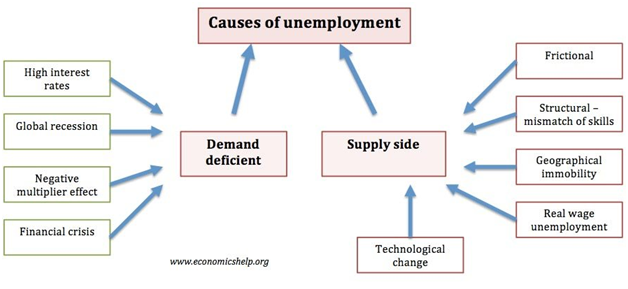 Causes of unemployment
High interest
rates
Global recession
Negative
multiplier effect
Financial crisis
Demand
deficient
Supply side
Frictional
Structural –
mismatch of skills
Geographical
immobility
Real wage
unemployment
Technological
change
www.economicshelp.org